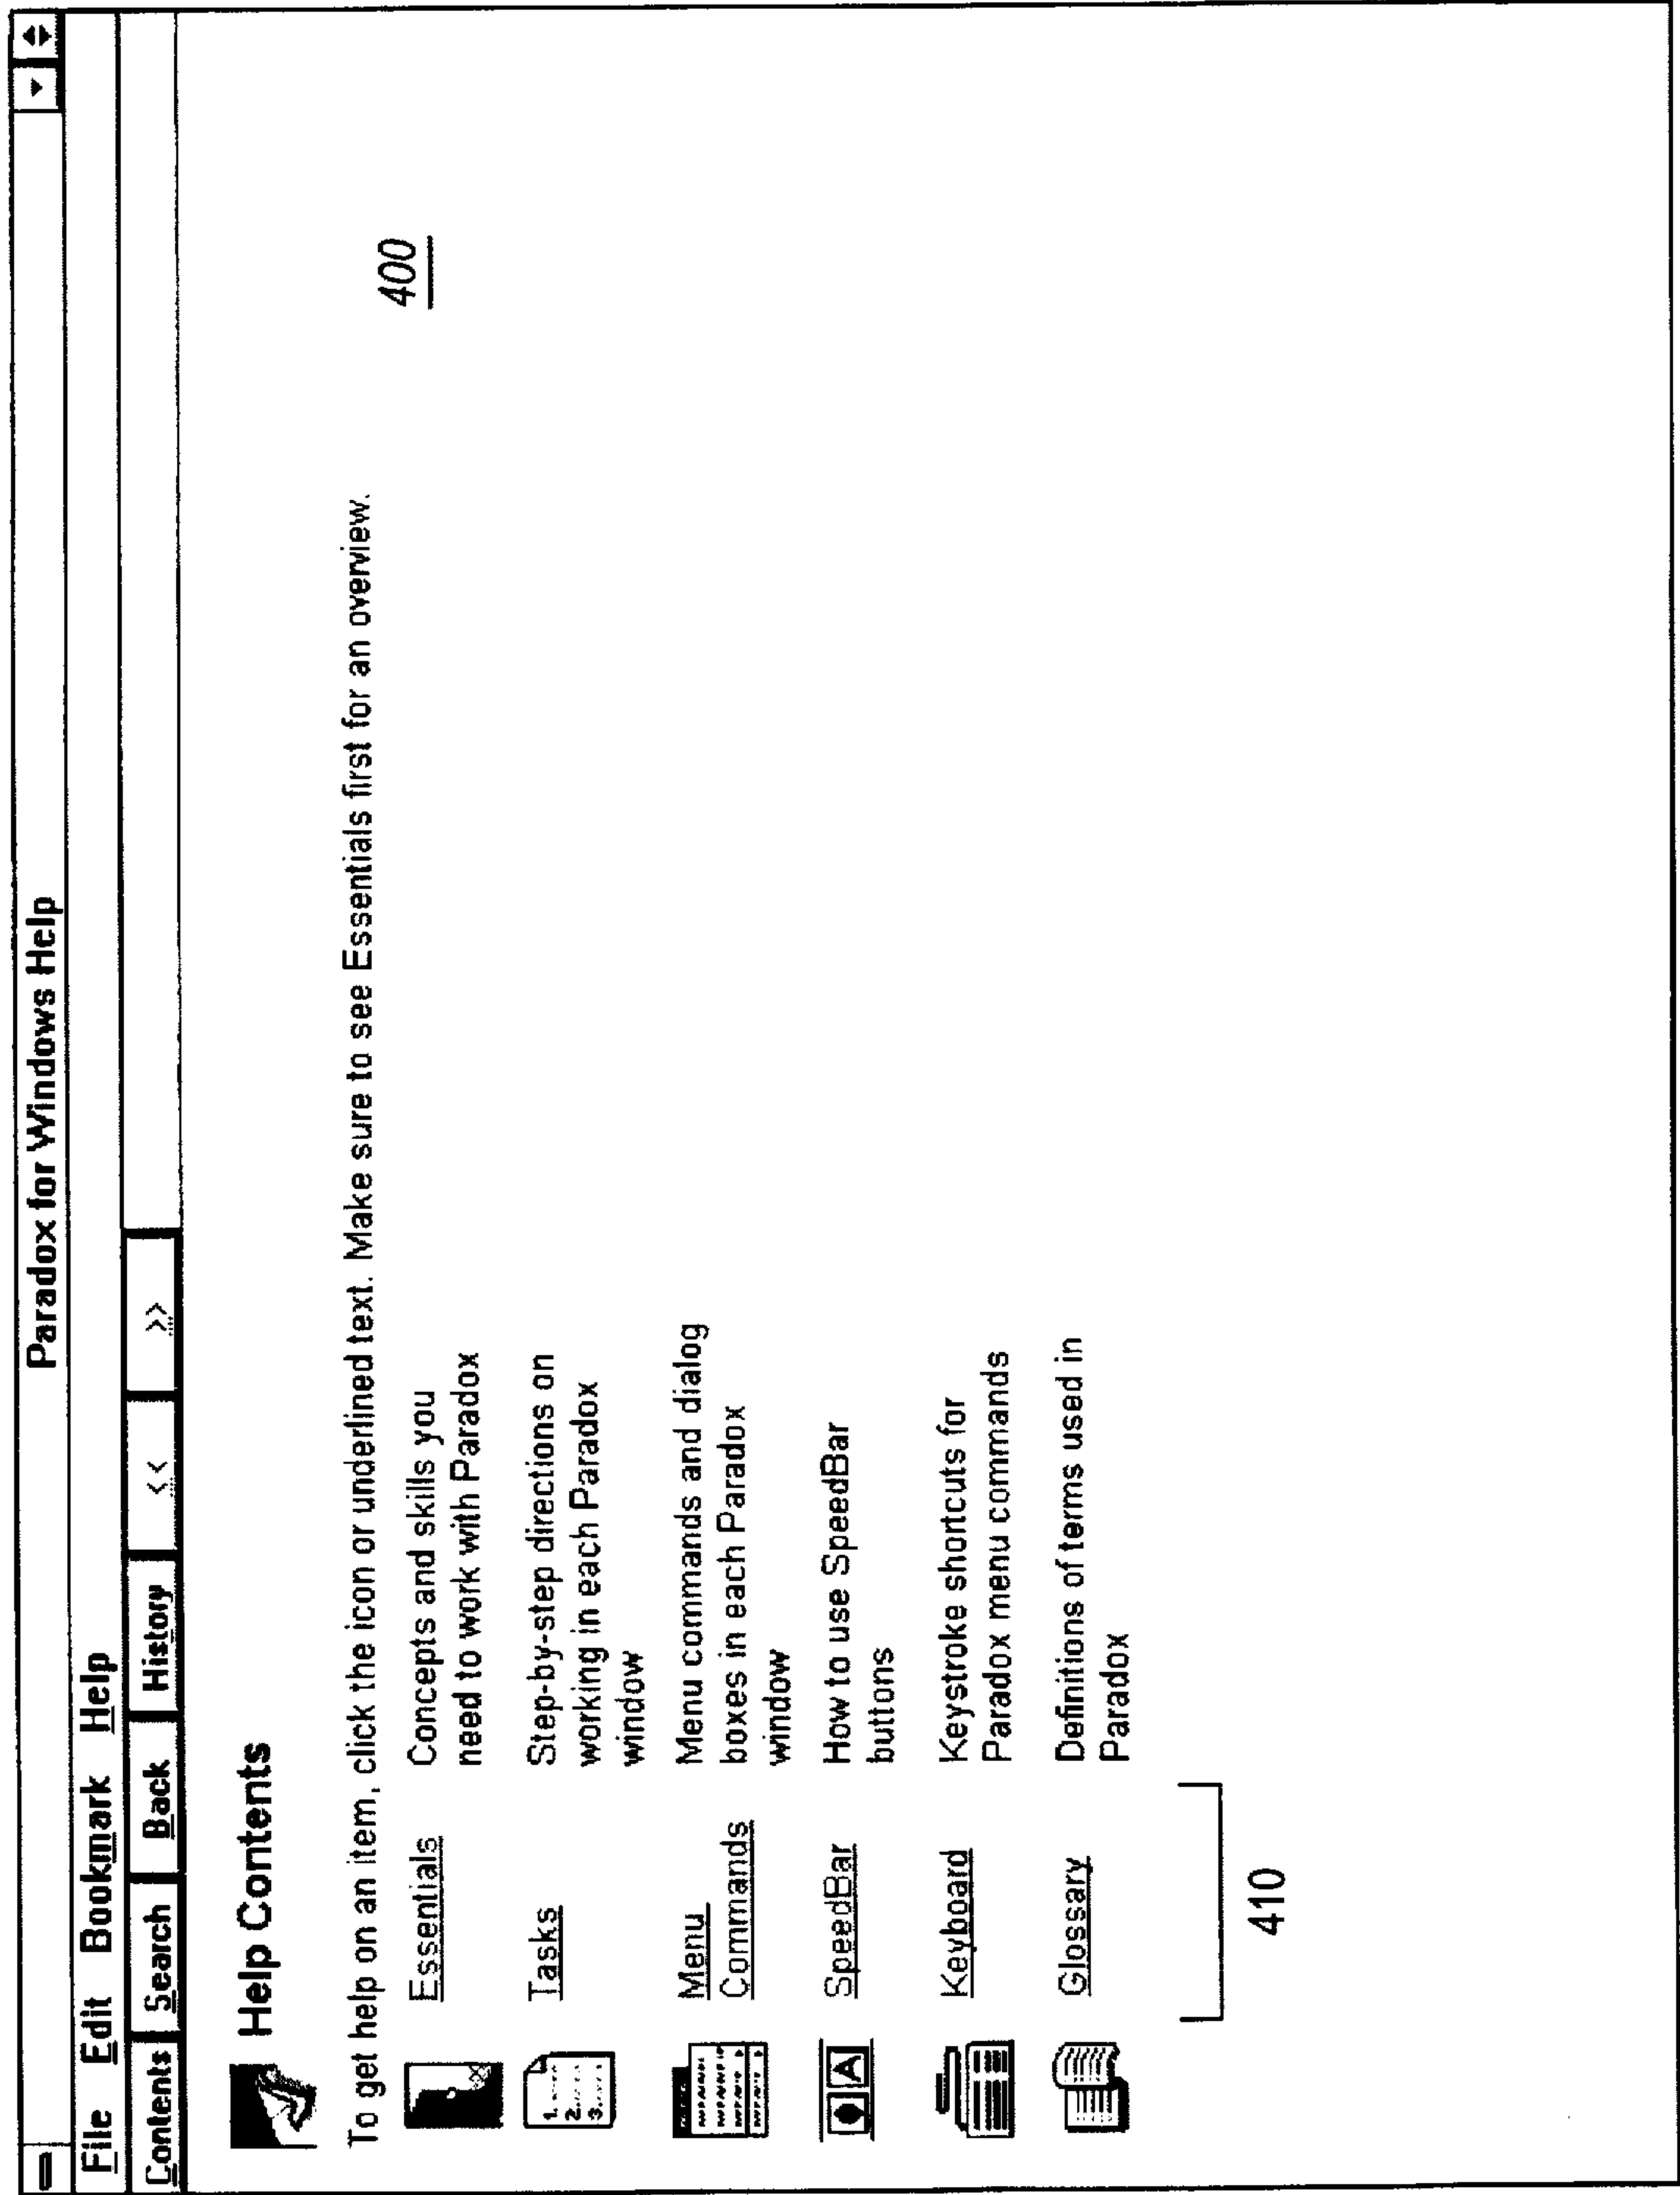 Paradox for Windows Help
File Edit Bookmark Help
Contents Search Back History << >>
Help Contents
To get help on an item, click the icon or underlined text. Make sure to see Essentials first for an overview.
400
Essentials Concepts and skills you
need to work with Paradox
Tasks Step-by-step directions on
working in each Paradox
window
1.
2.
3.
Menu Menu commands and dialog
Commands boxes in each Paradox
window
A
SpeedBar How to use SpeedBar
buttons
Keyboard Keystroke shortcuts for
Paradox menu commands
Glossary Definitions of terms used in
Paradox
410